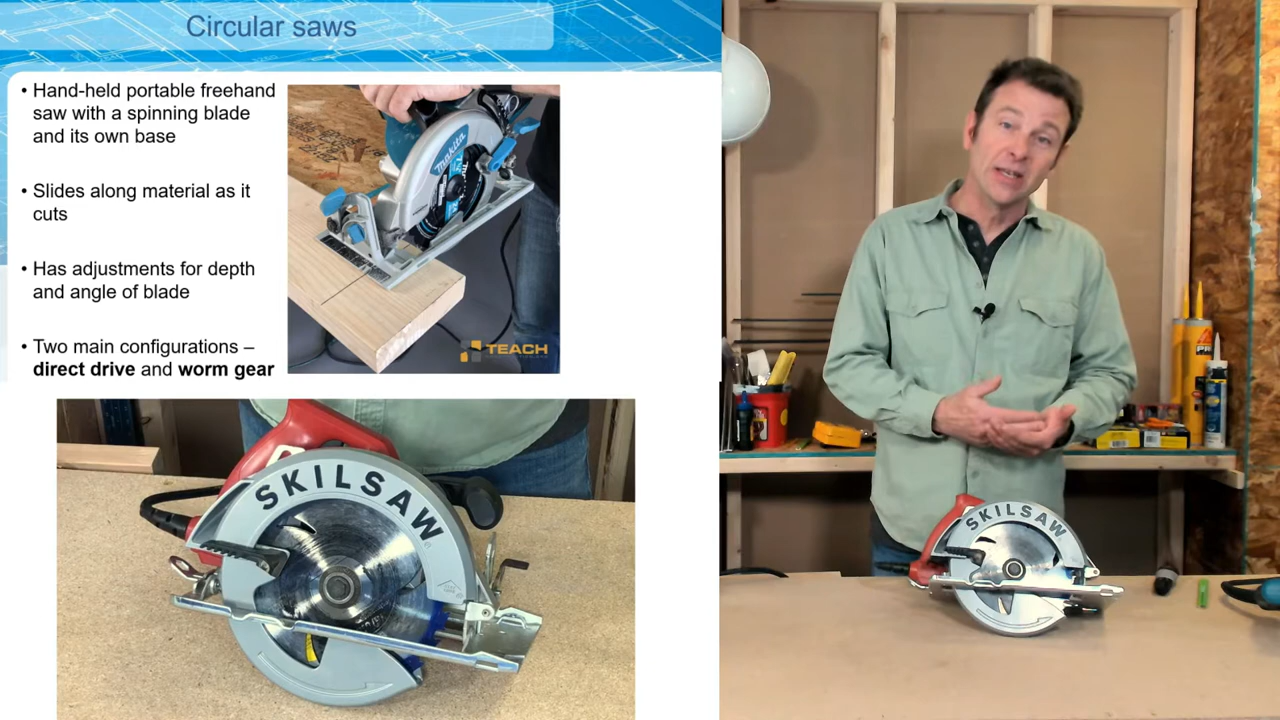 Circular saws
• Hand-held portable freehand
saw with a spinning blade
and its own base
• Slides along material as it
cuts
• Has adjustments for depth
and angle of blade
• Two main configurations –
direct drive and worm gear
makita
TEACH
SKILSAW
SKILSAW